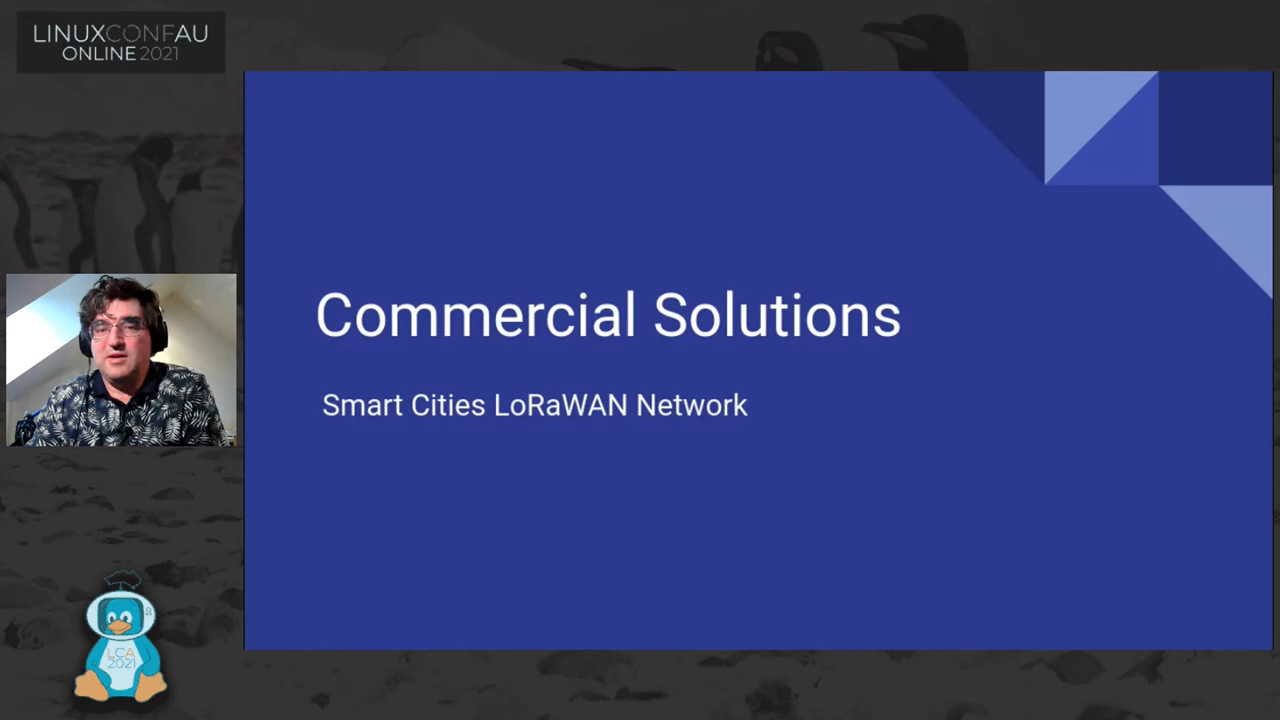 LINUXCONFAU
ONLINE 2021
Commercial Solutions
Smart Cities LoRaWAN Network
LCA
2021